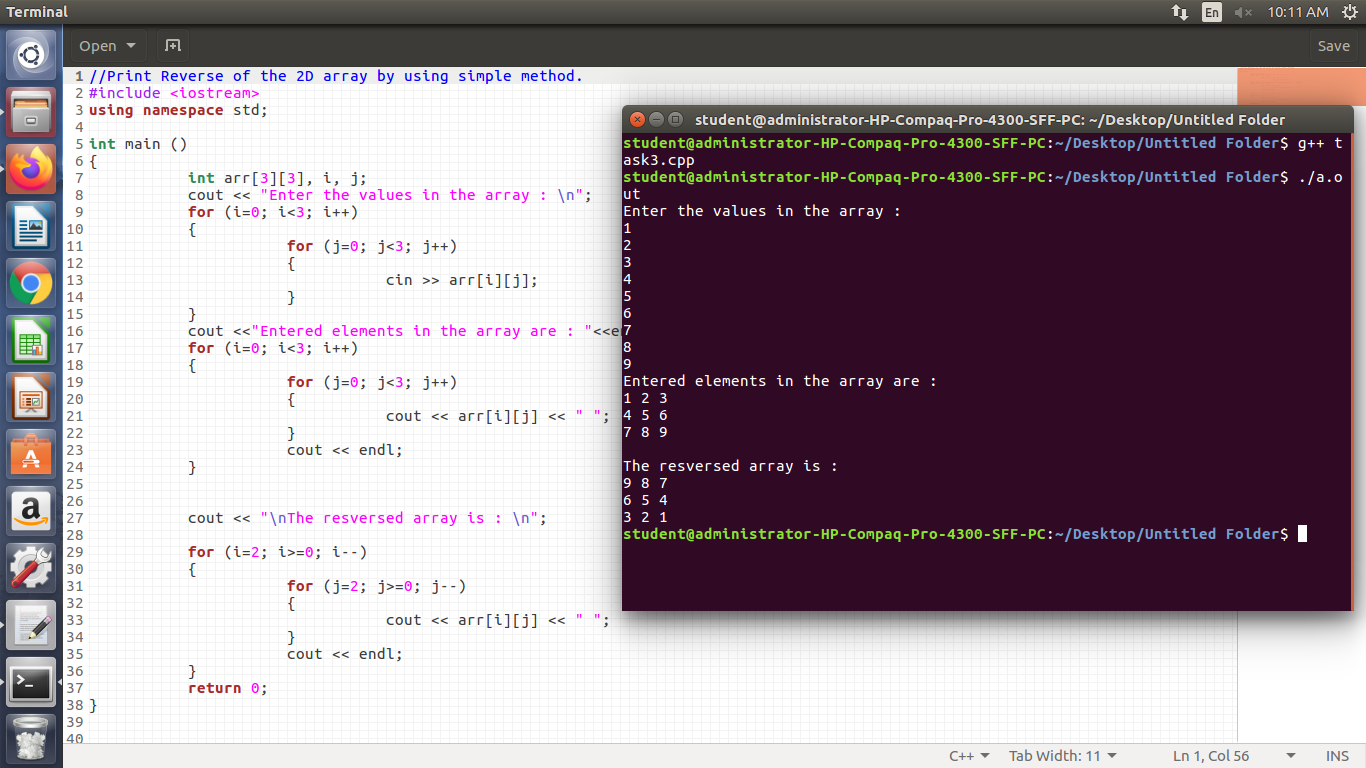 Terminal
En
10:11 AM
Open
Save
1 //Print Reverse of the 2D array by using simple method.
2 #include <iostream>
3 using namespace std;
4
5 int main ()
6 {
7 int arr[3][3], i, j;
8 cout << "Enter the values in the array : \n";
9 for (i=0; i<3; i++)
10 {
11 for (j=0; j<3; j++)
12 {
13 cin >> arr[i][j];
14 }
15 }
16 cout <<"Entered elements in the array are : "<<e
17 for (i=0; i<3; i++)
18 {
19 for (j=0; j<3; j++)
20 {
21 cout << arr[i][j] << " ";
22 }
23 cout << endl;
24 }
25
26
27 cout << "\nThe resversed array is : \n";
28
29 for (i=2; i>=0; i--)
30 {
31 for (j=2; j>=0; j--)
32 {
33 cout << arr[i][j] << " ";
34 }
35 cout << endl;
36 }
37 return 0;
38 }
39
40
student@administrator-HP-Compaq-Pro-4300-SFF-PC: ~/Desktop/Untitled Folder
student@administrator-HP-Compaq-Pro-4300-SFF-PC:~/Desktop/Untitled Folder$ g++ t
ask3.cpp
student@administrator-HP-Compaq-Pro-4300-SFF-PC:~/Desktop/Untitled Folder$ ./a.o
ut
Enter the values in the array :
1
2
3
4
5
6
7
8
9
Entered elements in the array are :
1 2 3
4 5 6
7 8 9
The resversed array is :
9 8 7
6 5 4
3 2 1
student@administrator-HP-Compaq-Pro-4300-SFF-PC:~/Desktop/Untitled Folder$
C++
Tab Width: 11
Ln 1, Col 56
INS